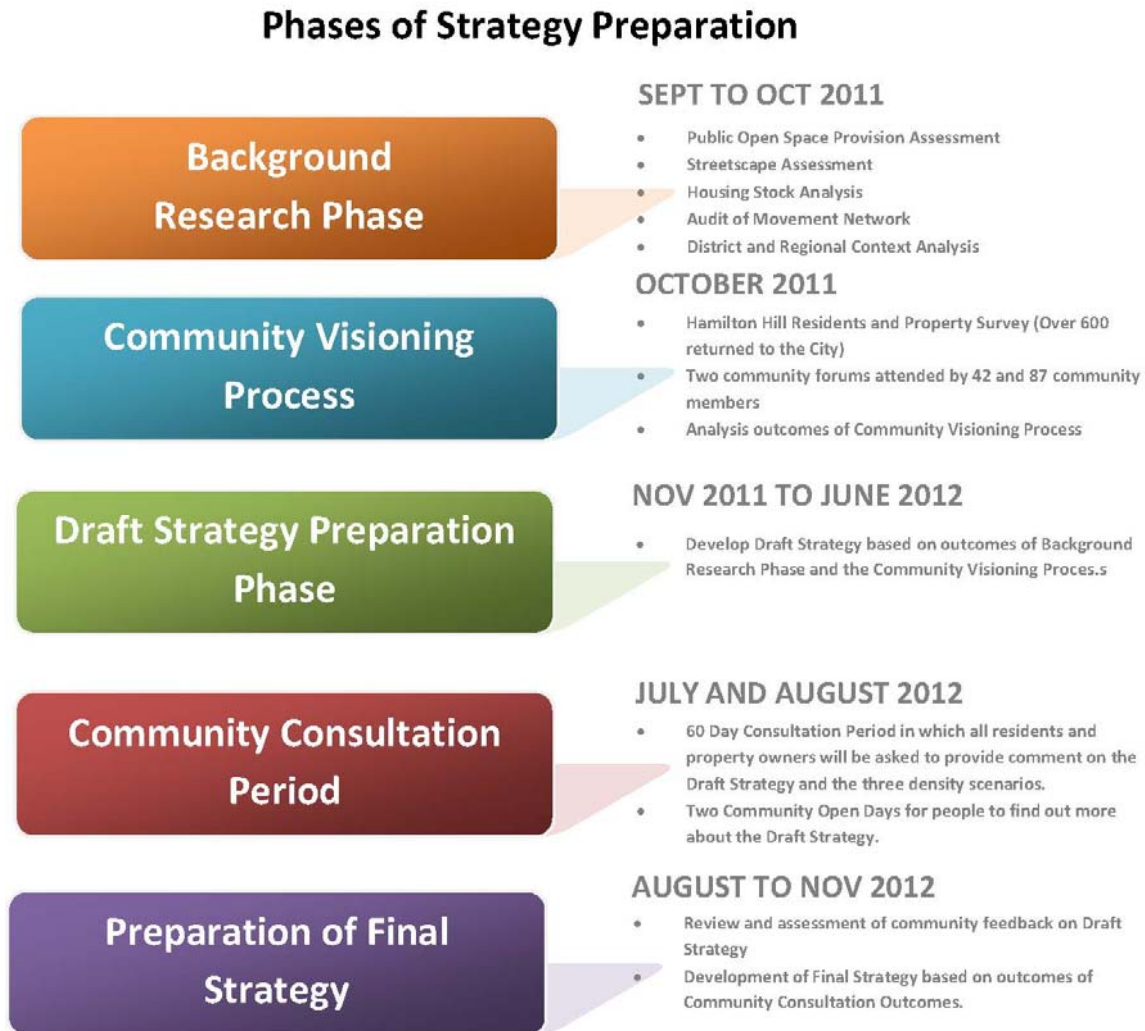 Phases of Strategy Preparation
Background
Research Phase
SEPT TO OCT 2011
• Public Open Space Provision Assessment
• Streetscape Assessment
• Housing Stock Analysis
• Audit of Movement Network
• District and Regional Context Analysis
Community Visioning
Process
OCTOBER 2011
• Hamilton Hill Residents and Property Survey (Over 600
returned to the City)
• Two community forums attended by 42 and 87 community
members
• Analysis outcomes of Community Visioning Process
Draft Strategy Preparation
Phase
NOV 2011 TO JUNE 2012
• Develop Draft Strategy based on outcomes of Background
Research Phase and the Community Visioning Proces.s
Community Consultation
Period
JULY AND AUGUST 2012
• 60 Day Consultation Period in which all residents and
property owners will be asked to provide comment on the
Draft Strategy and the three density scenarios.
• Two Community Open Days for people to find out more
about the Draft Strategy.
Preparation of Final
Strategy
AUGUST TO NOV 2012
• Review and assessment of community feedback on Draft
Strategy
• Development of Final Strategy based on outcomes of
Community Consultation Outcomes.